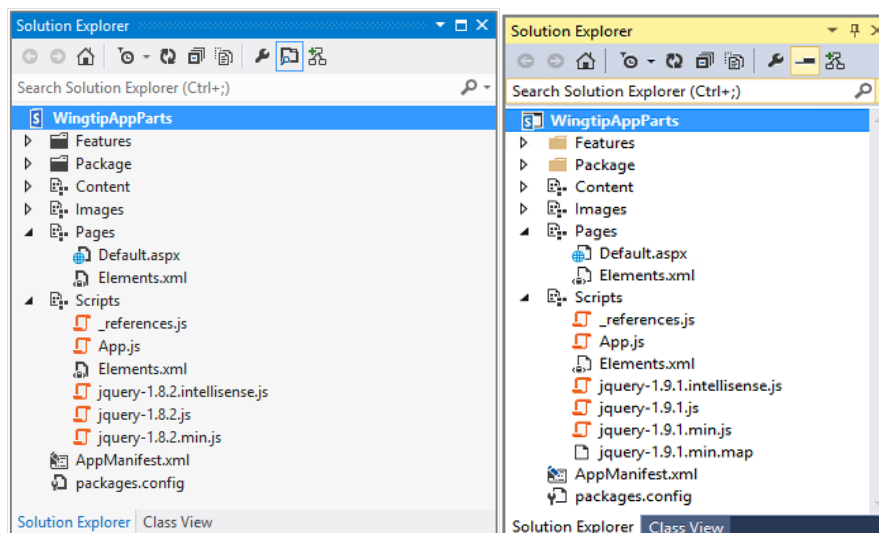 Solution Explorer
Search Solution Explorer (Ctrl+;)
WingtipAppParts
Features
Package
Content
Images
Pages
Default.aspx
Elements.xml
Scripts
_references.js
App.js
Elements.xml
jquery-1.8.2.intellisense.js
jquery-1.8.2.js
jquery-1.8.2.min.js
AppManifest.xml
packages.config
Solution Explorer Class View
Solution Explorer
Search Solution Explorer (Ctrl+;)
WingtipAppParts
Features
Package
Content
Images
Pages
Default.aspx
Elements.xml
Scripts
_references.js
App.js
Elements.xml
jquery-1.9.1.intellisense.js
jquery-1.9.1.js
jquery-1.9.1.min.js
jquery-1.9.1.min.map
AppManifest.xml
packages.config
Solution Explorer Class View